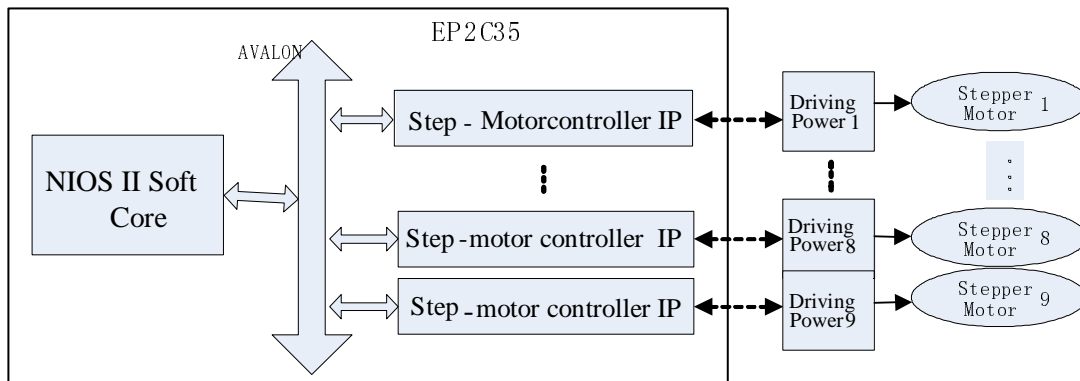 EP2C35
AVALON
NIOS II Soft
Core
Step - Motorcontroller IP
Driving
Power 1
Stepper
Motor 1
Step -motor controller IP
Driving
Power8
Stepper
Motor 8
Step -motor controller IP
Driving
Power9
Stepper
Motor 9